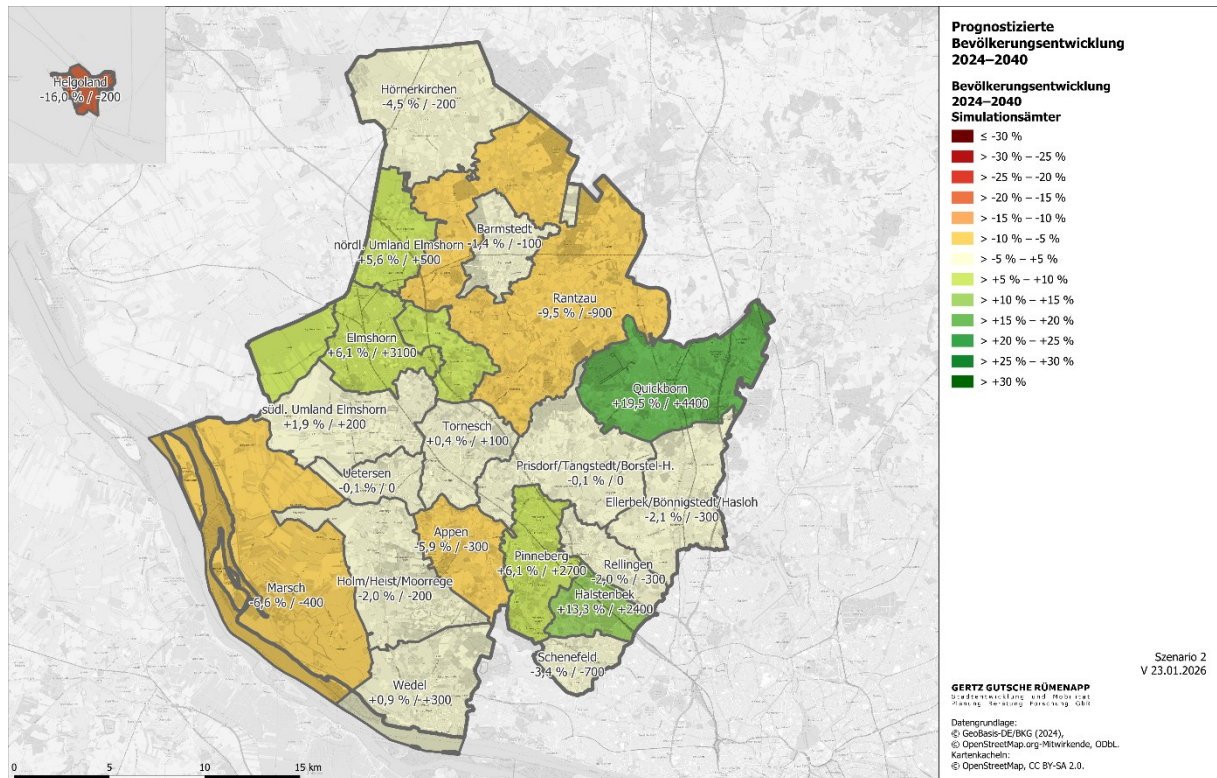 Helgoland
-16,0 % / -200
Hörnerkirchen
-4,5 % / -200
Barmstedt
-1,4 % / -100
nördl. Umland Elmshorn
+5,6 % / +500
Rantzau
-9,5 % / -900
Elmshorn
+6,1 % / +3100
Quickborn
+19,5 % / +4400
südl. Umland Elmshorn
+1,9 % / +200
Tornesch
+0,4 % / +100
Uetersen
-0,1 % / 0
Prisdorf/Tangstedt/Borstel-H.
-0,1 % / 0
Ellerbek/Bönnigstedt/Hasloh
-2,1 % / -300
Appen
-5,9 % / -300
Pinneberg
+6,1 % / +2700
Rellingen
-2,0 % / -300
Marsch
-6,6 % / -400
Holm/Heist/Moorrege
-2,0 % / -200
Halstenbek
+13,3 % / +2400
Schenefeld
-3,4 % / -700
Wedel
+0,9 % / +300
0 5 10 15 km
Prognostizierte
Bevölkerungsentwicklung
2024–2040
Bevölkerungsentwicklung
2024–2040
Simulationsämter
≤ -30 %
> -30 % – -25 %
> -25 % – -20 %
> -20 % – -15 %
> -15 % – -10 %
> -10 % – -5 %
> -5 % – +5 %
> +5 % – +10 %
> +10 % – +15 %
> +15 % – +20 %
> +20 % – +25 %
> +25 % – +30 %
> +30 %
Szenario 2
V 23.01.2026
GERTZ GUTSCHE RÜMENAPP
Stadtentwicklung und Mobilität
Planung Beratung Forschung GbR
Datengrundlage:
© GeoBasis-DE/BKG (2024),
© OpenStreetMap.org-Mitwirkende, ODbL.
Kartenkacheln:
© OpenStreetMap, CC BY-SA 2.0.